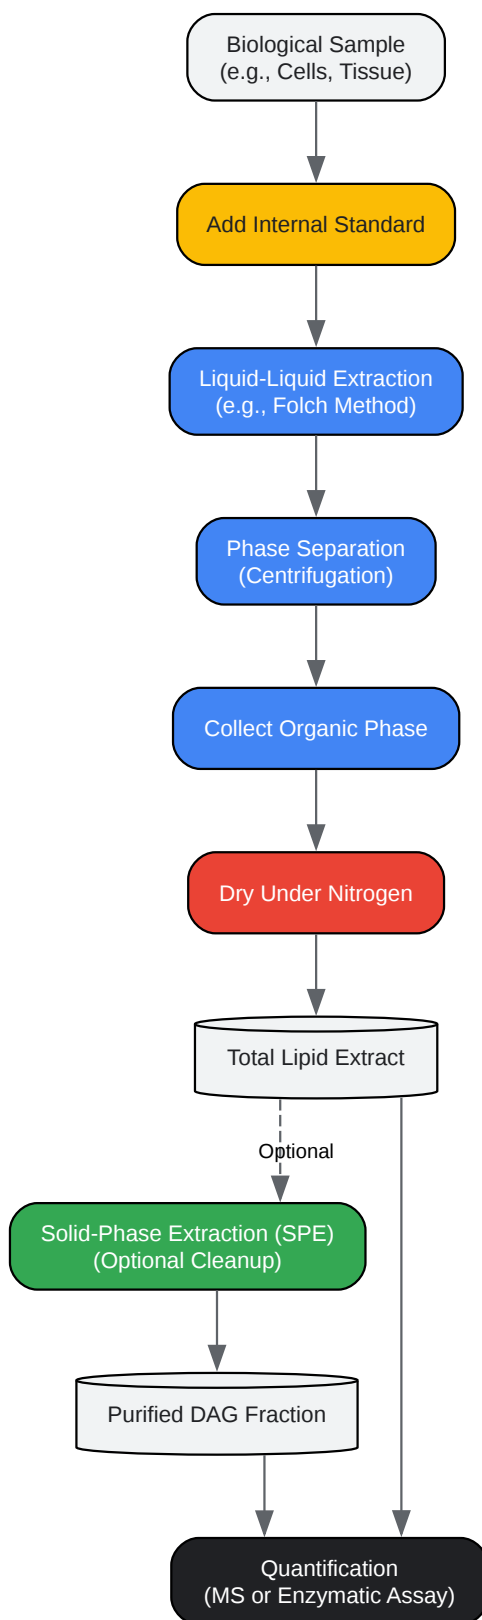 Biological Sample
(e.g., Cells, Tissue)
Add Internal Standard
Liquid-Liquid Extraction
(e.g., Folch Method)
Phase Separation
(Centrifugation)
Collect Organic Phase
Dry Under Nitrogen
Total Lipid Extract
Optional
Solid-Phase Extraction (SPE)
(Optional Cleanup)
Purified DAG Fraction
Quantification
(MS or Enzymatic Assay)